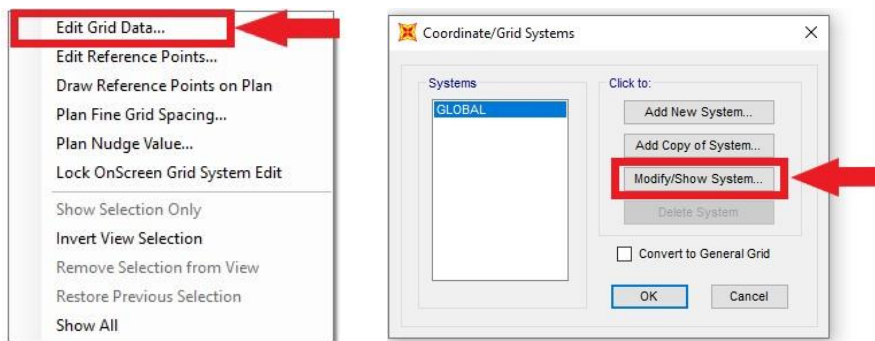 Edit Grid Data...
Edit Reference Points...
Draw Reference Points on Plan
Plan Fine Grid Spacing...
Plan Nudge Value...
Lock OnScreen Grid System Edit
Show Selection Only
Invert View Selection
Remove Selection from View
Restore Previous Selection
Show All
Coordinate/Grid Systems
Systems
GLOBAL
Click to:
Add New System...
Add Copy of System...
Modify/Show System...
Delete System
Convert to General Grid
OK
Cancel